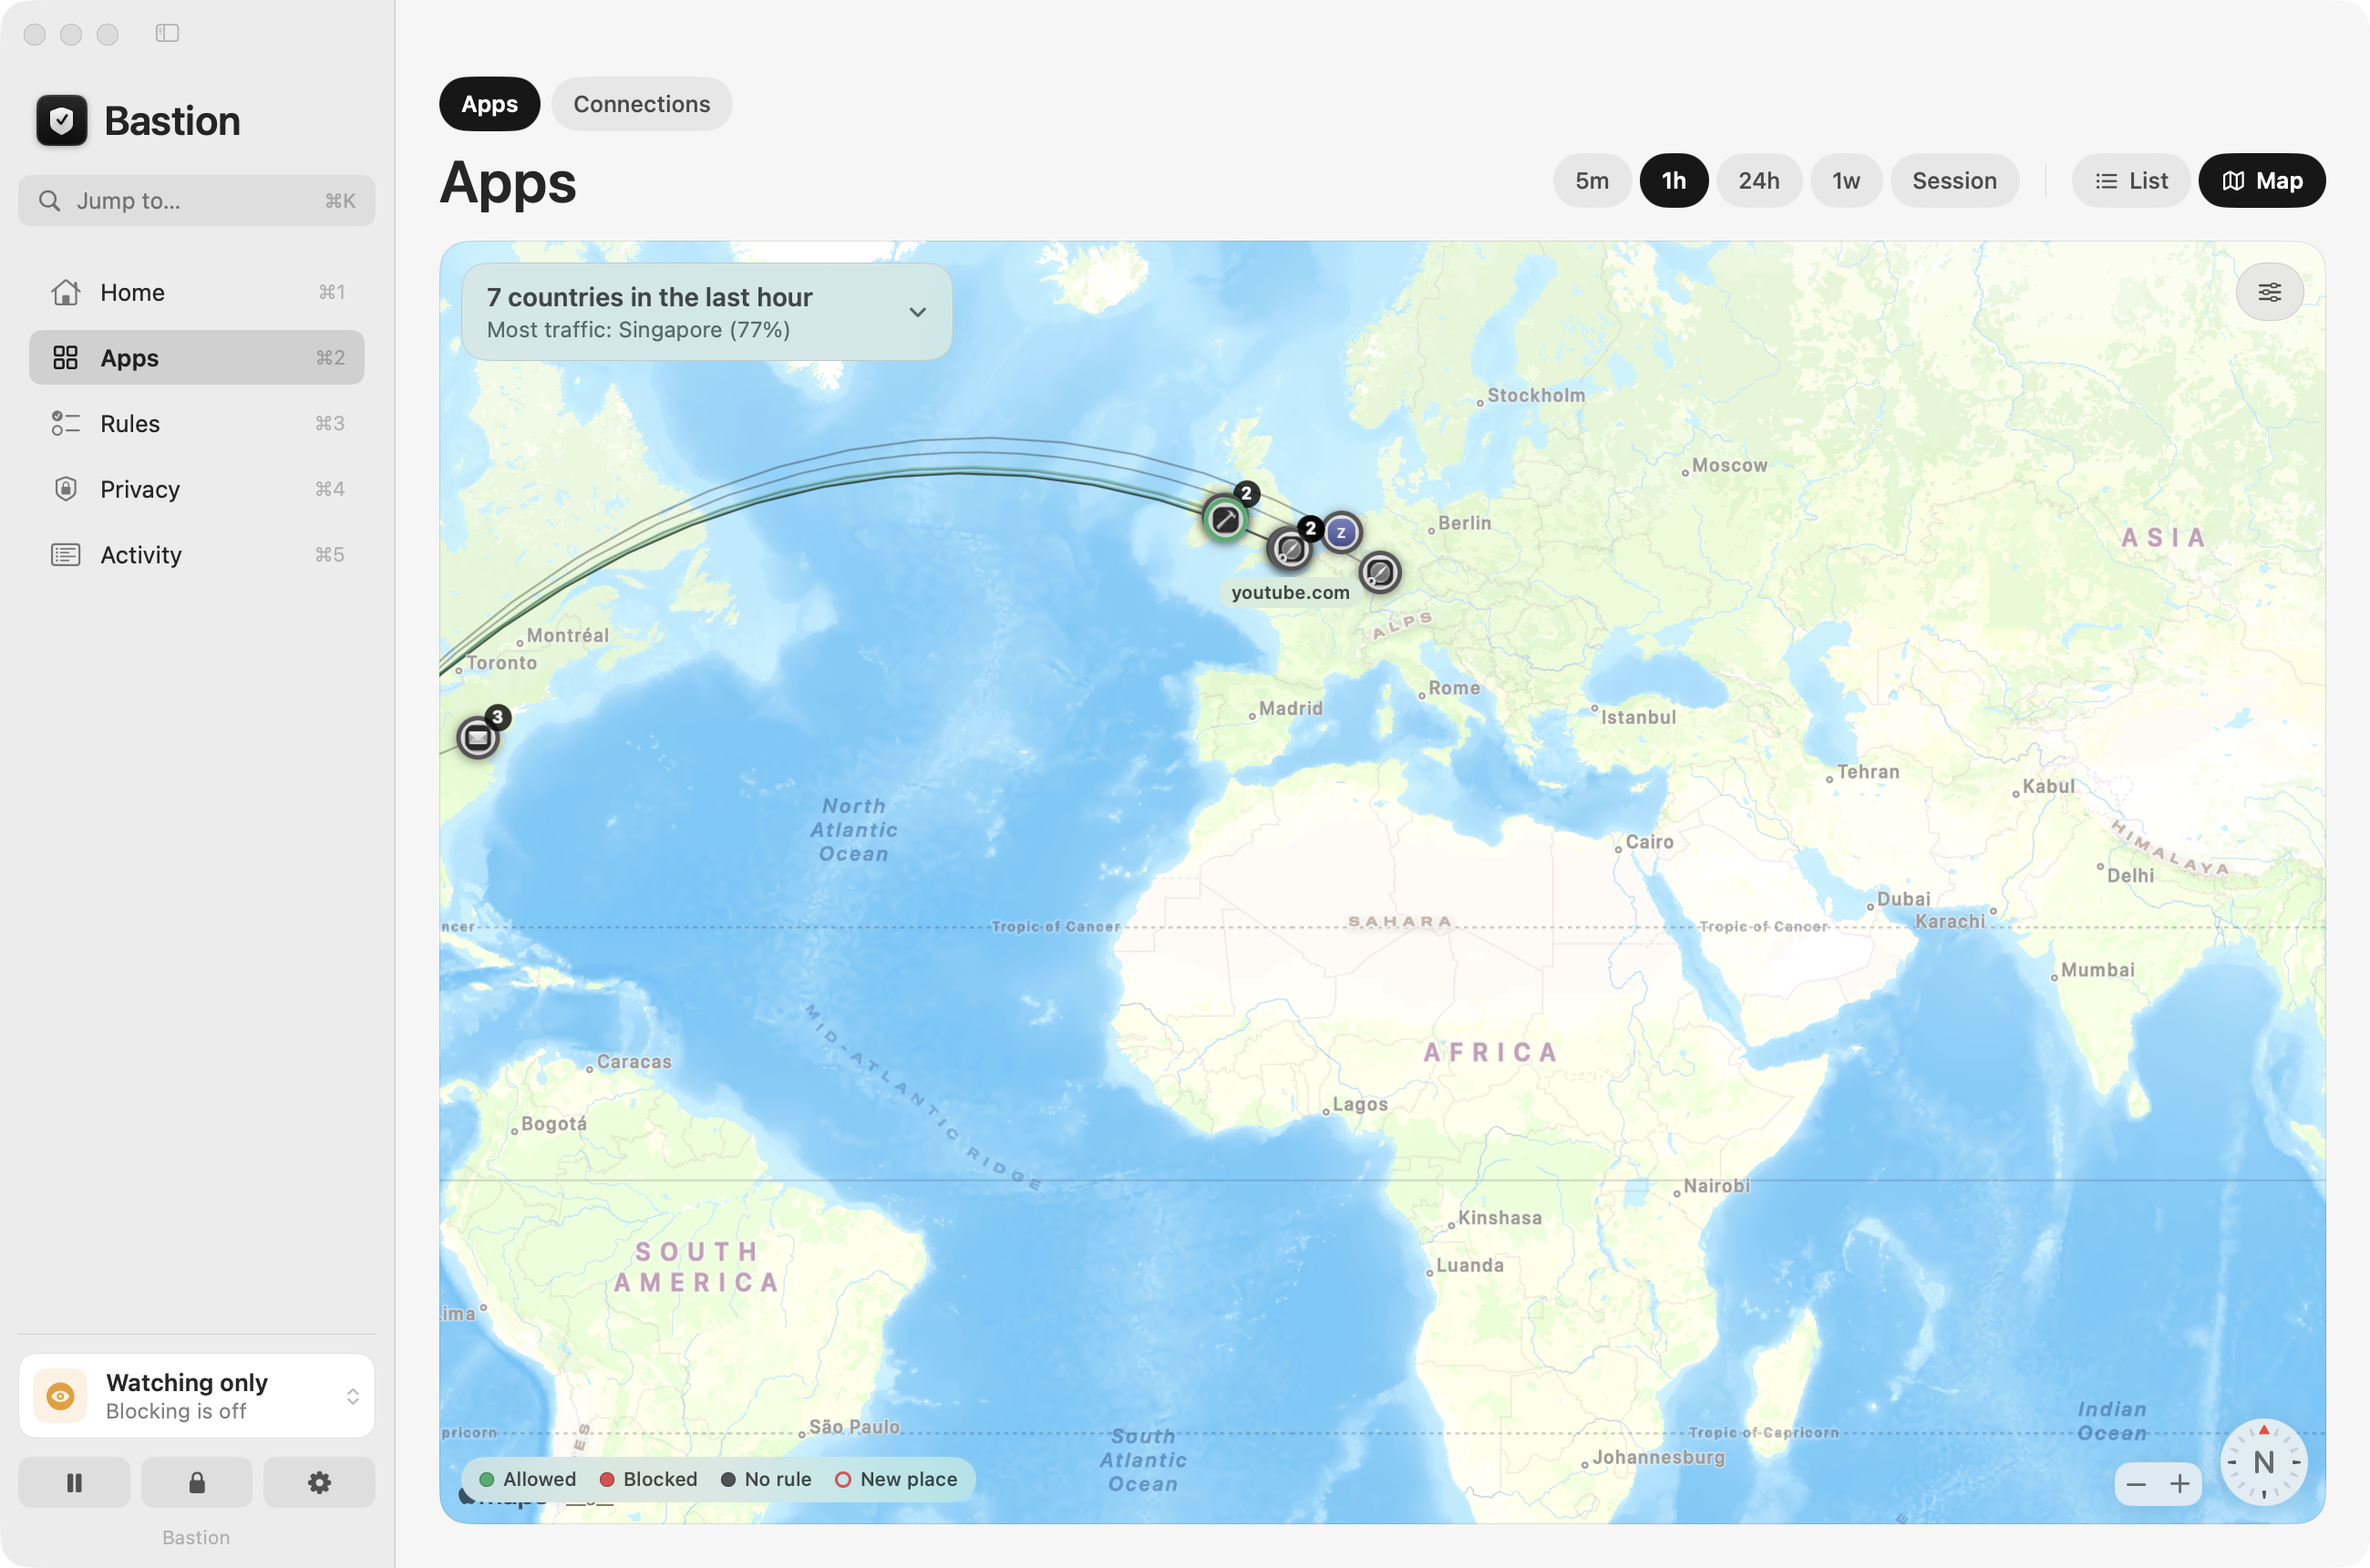 Bastion
Jump to... ⌘K
Home ⌘1
Apps ⌘2
Rules ⌘3
Privacy ⌘4
Activity ⌘5
Watching only
Blocking is off
Bastion
Apps Connections
Apps
5m 1h 24h 1w Session List Map
7 countries in the last hour
Most traffic: Singapore (77%)
Stockholm
Moscow
2
2
Z
Berlin
ASIA
youtube.com
ALPS
Montréal
Toronto
Rome
Madrid
Istanbul
3
Tehran
Kabul
North
Atlantic
Ocean
HIMALAYA
Cairo
Delhi
Dubai
Karachi
SAHARA
ncer
Tropic of Cancer
Tropic of Cancer
Mumbai
MID-ATLANTIC RIDGE
Caracas
AFRICA
Lagos
Bogotá
Nairobi
Kinshasa
SOUTH
AMERICA
Luanda
ima
Indian
Ocean
São Paulo
pricorn
Tropic of Capricorn
ES
South
Atlantic
Ocean
Johannesburg
N
Allowed Blocked No rule New place